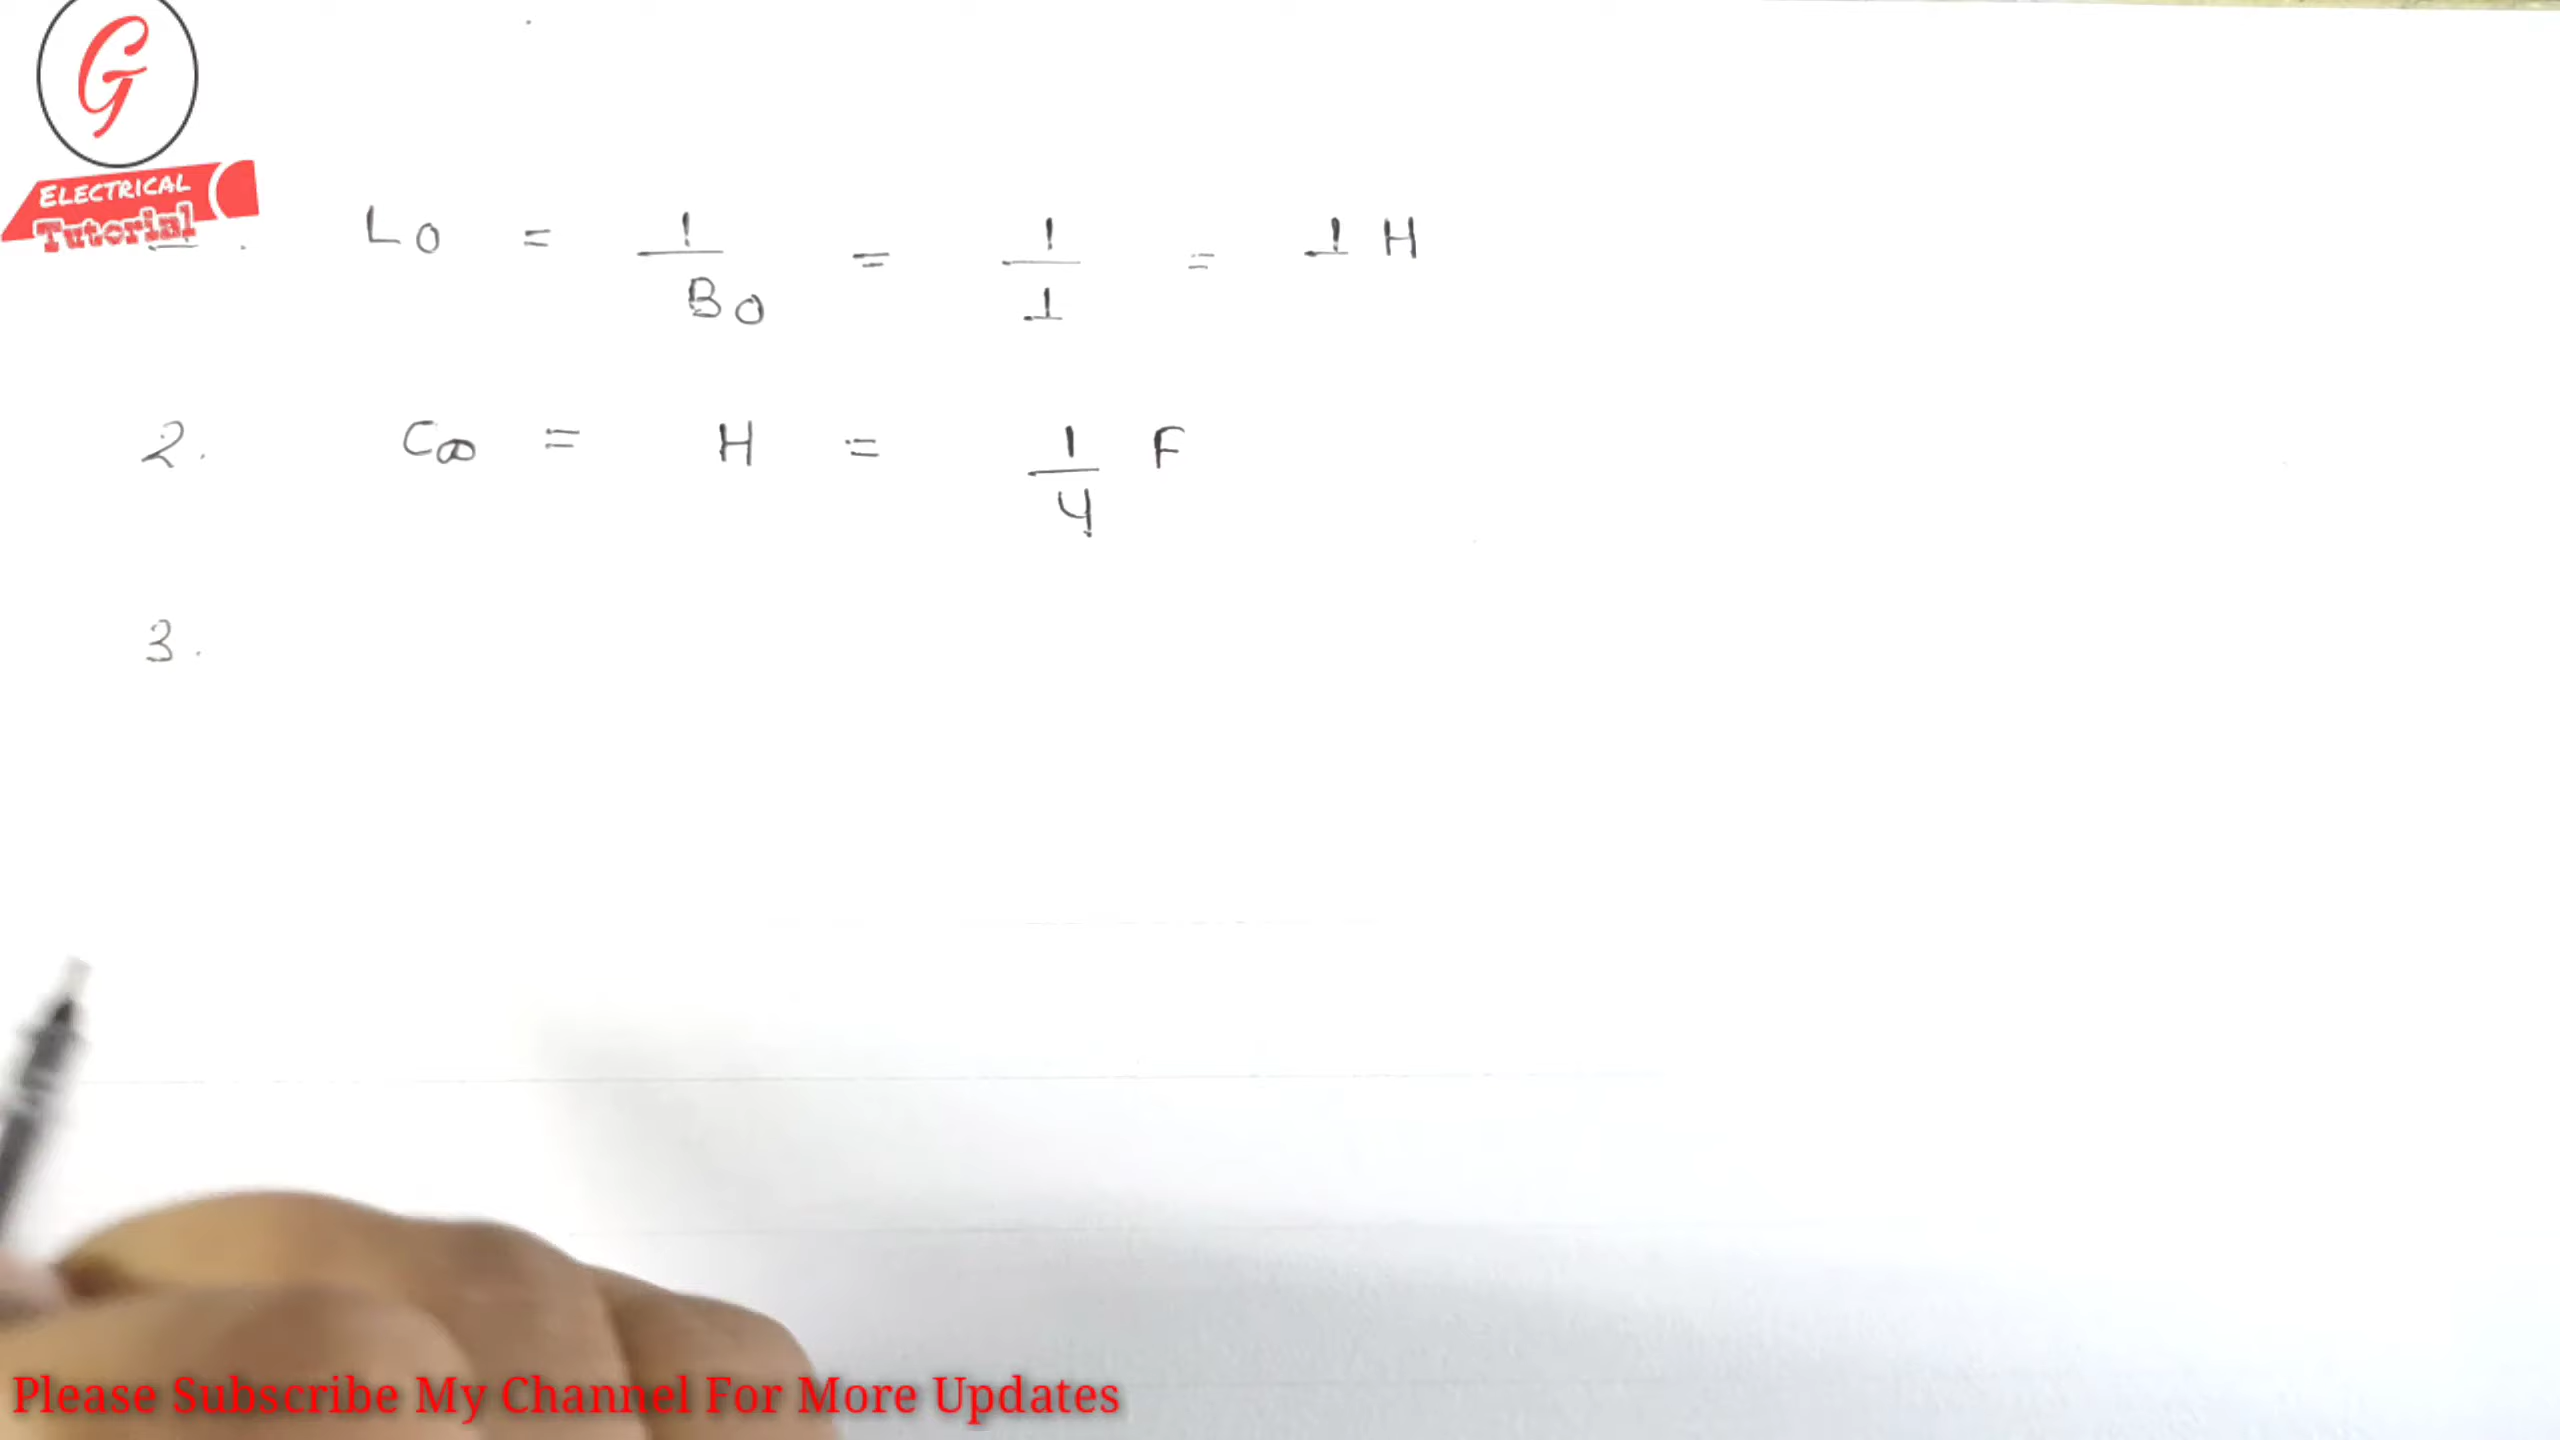 G
ELECTRICAL
Tutorial
L0 = 1/B0 = 1/1 = 1 H
2. C∞ = H = 1/4 F
3.
Please Subscribe My Channel For More Updates